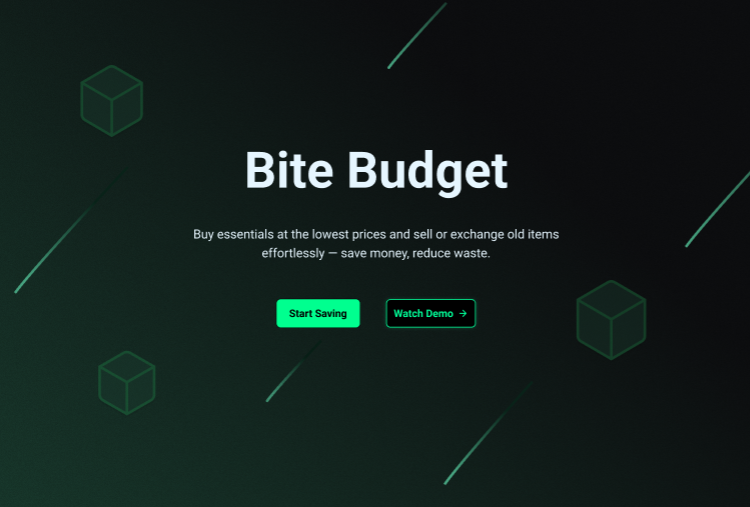 Bite Budget
Buy essentials at the lowest prices and sell or exchange old items
effortlessly — save money, reduce waste.
Start Saving
Watch Demo →